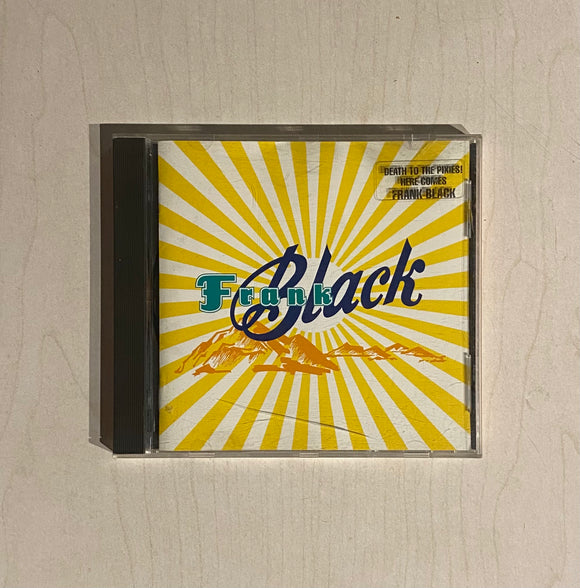 "DEATH TO THE PIXIES!
HERE COMES
FRANK BLACK"
Frank
Black